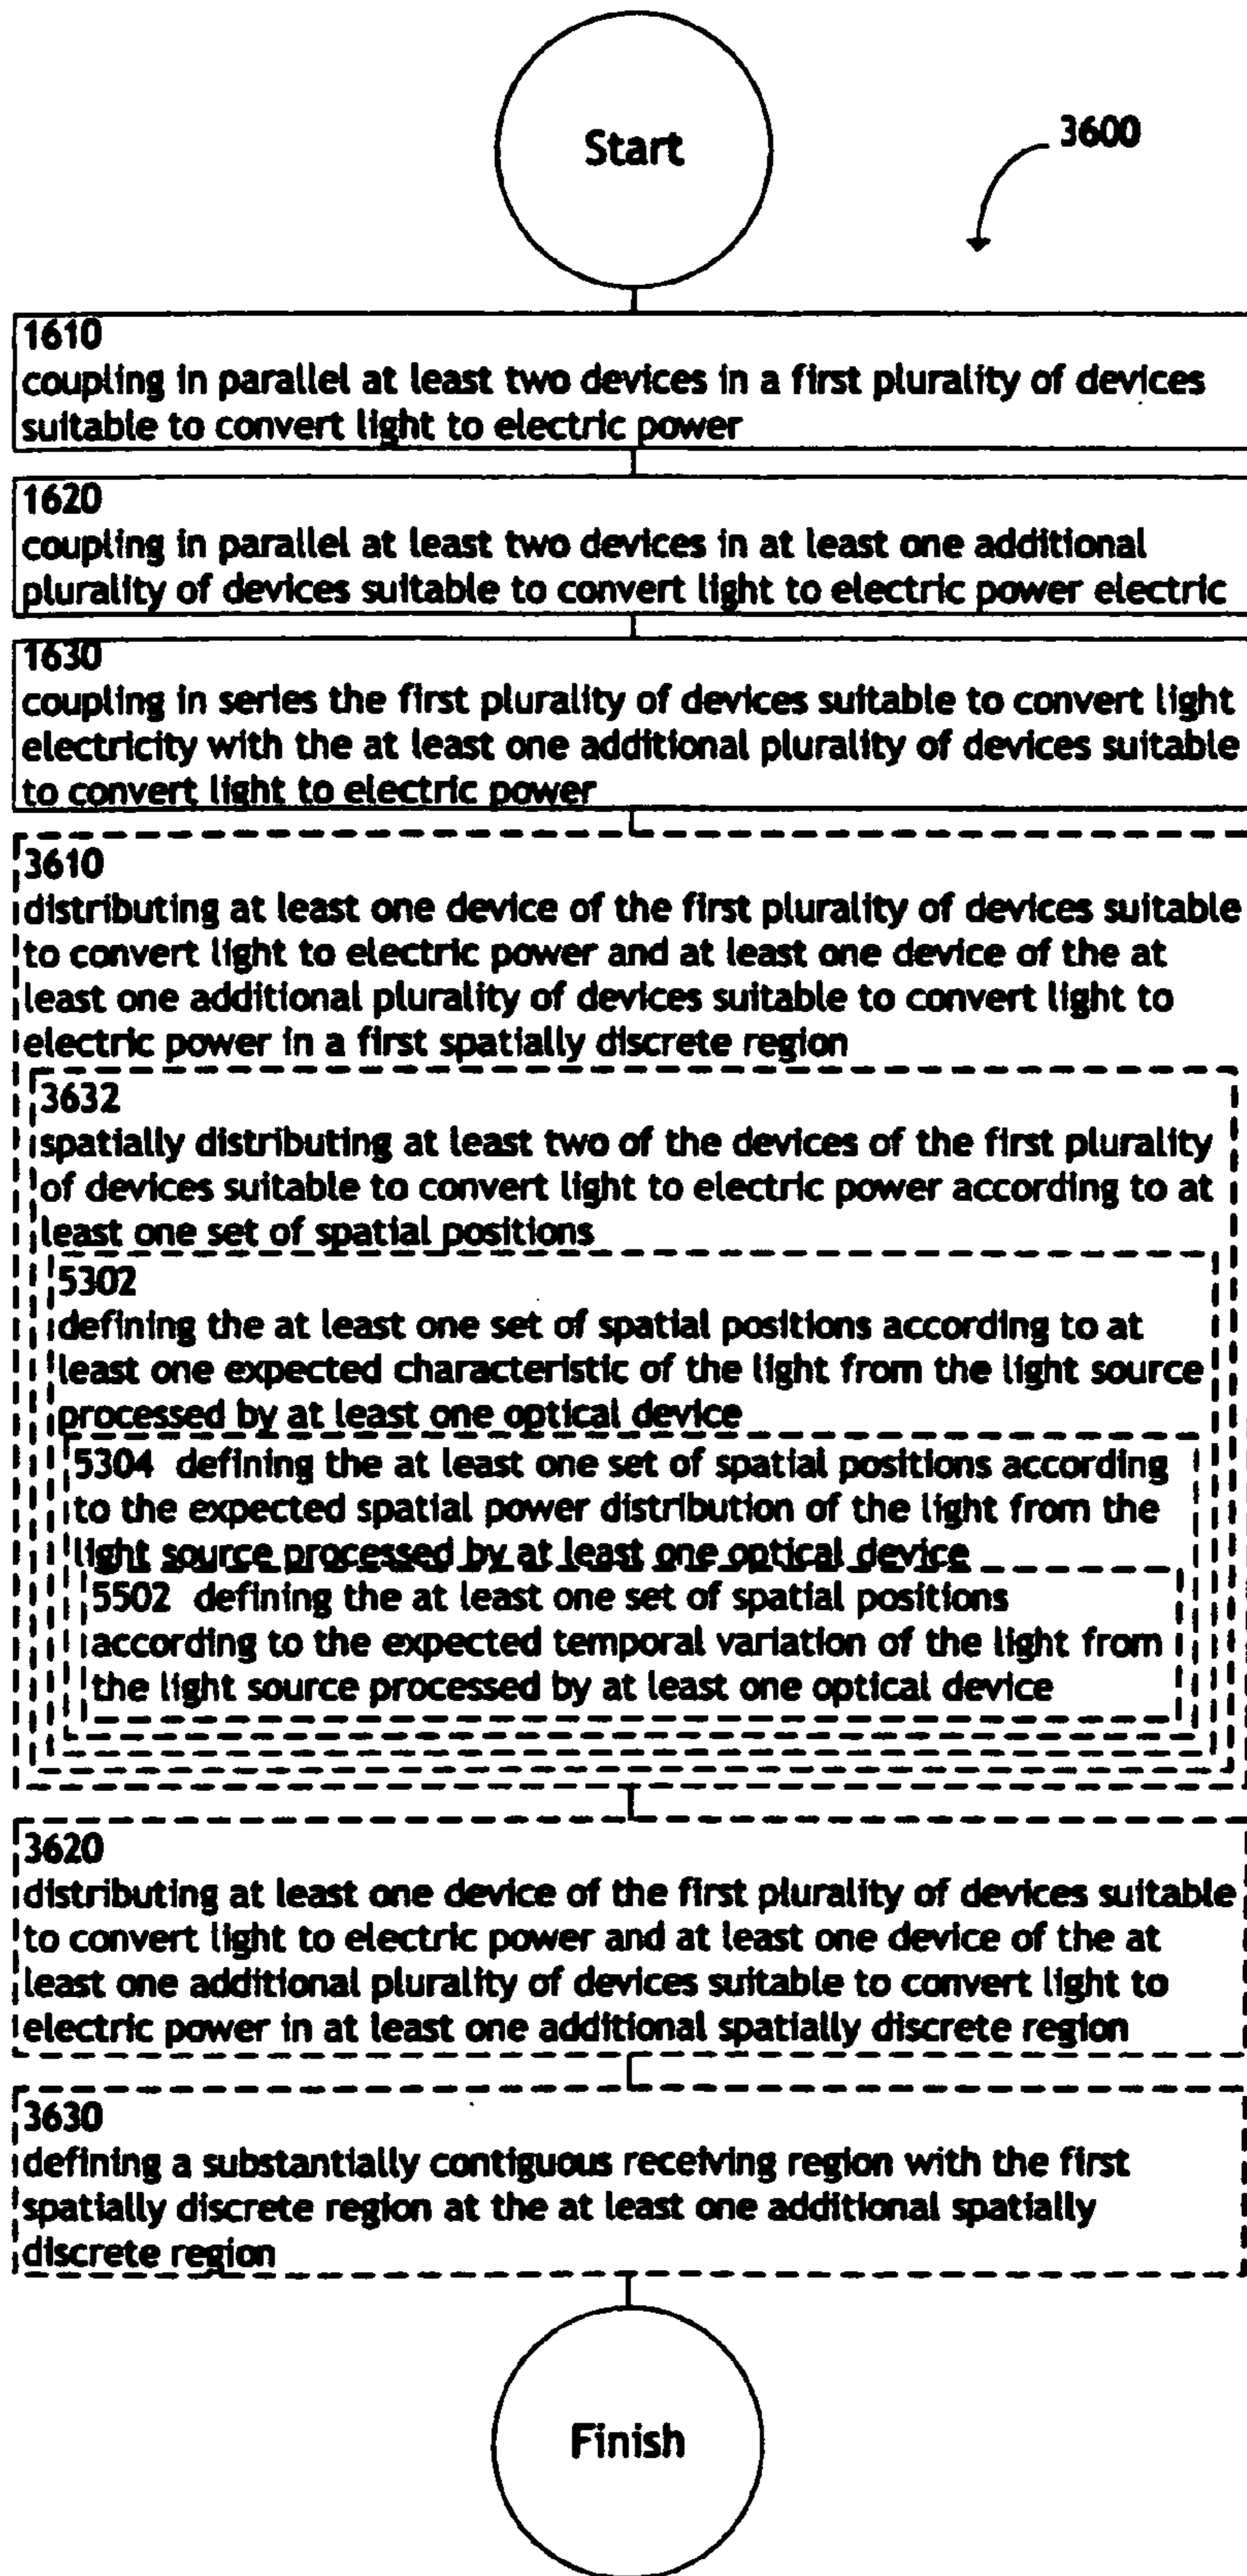 Start
3600
1610
coupling in parallel at least two devices in a first plurality of devices
suitable to convert light to electric power
1620
coupling in parallel at least two devices in at least one additional
plurality of devices suitable to convert light to electric power electric
1630
coupling in series the first plurality of devices suitable to convert light
electricity with the at least one additional plurality of devices suitable
to convert light to electric power
3610
distributing at least one device of the first plurality of devices suitable
to convert light to electric power and at least one device of the at
least one additional plurality of devices suitable to convert light to
electric power in a first spatially discrete region
3632
spatially distributing at least two of the devices of the first plurality
of devices suitable to convert light to electric power according to at
least one set of spatial positions
5302
defining the at least one set of spatial positions according to at
least one expected characteristic of the light from the light source
processed by at least one optical device
5304 defining the at least one set of spatial positions according
to the expected spatial power distribution of the light from the
light source processed by at least one optical device
5502 defining the at least one set of spatial positions
according to the expected temporal variation of the light from
the light source processed by at least one optical device
3620
distributing at least one device of the first plurality of devices suitable
to convert light to electric power and at least one device of the at
least one additional plurality of devices suitable to convert light to
electric power in at least one additional spatially discrete region
3630
defining a substantially contiguous receiving region with the first
spatially discrete region at the at least one additional spatially
discrete region
Finish